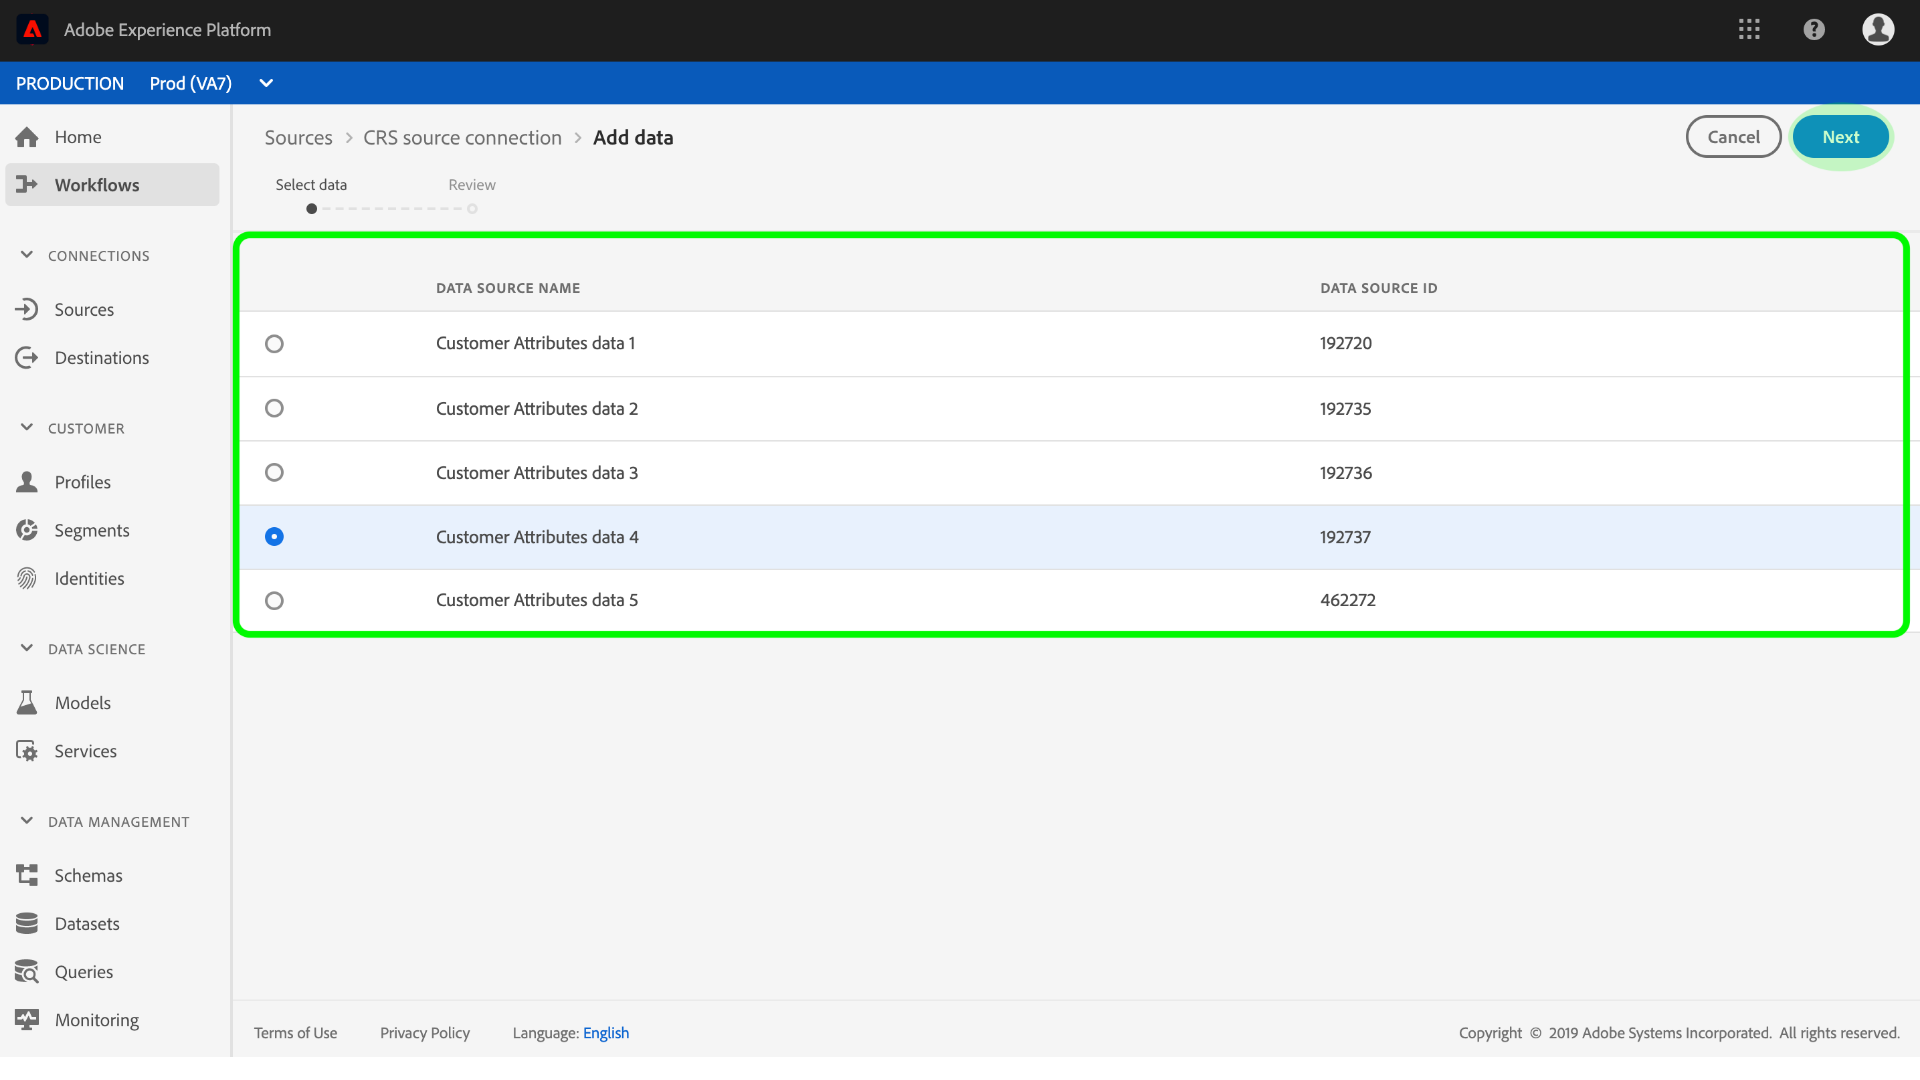 Adobe Experience Platform
PRODUCTION Prod (VA7)
Home
Workflows
CONNECTIONS
Sources
Destinations
CUSTOMER
Profiles
Segments
Identities
DATA SCIENCE
Models
Services
DATA MANAGEMENT
Schemas
Datasets
Queries
Monitoring
Sources > CRS source connection > Add data
Cancel Next
Select data Review
DATA SOURCE NAME DATA SOURCE ID
Customer Attributes data 1 192720
Customer Attributes data 2 192735
Customer Attributes data 3 192736
Customer Attributes data 4 192737
Customer Attributes data 5 462272
Terms of Use Privacy Policy Language: English Copyright © 2019 Adobe Systems Incorporated. All rights reserved.